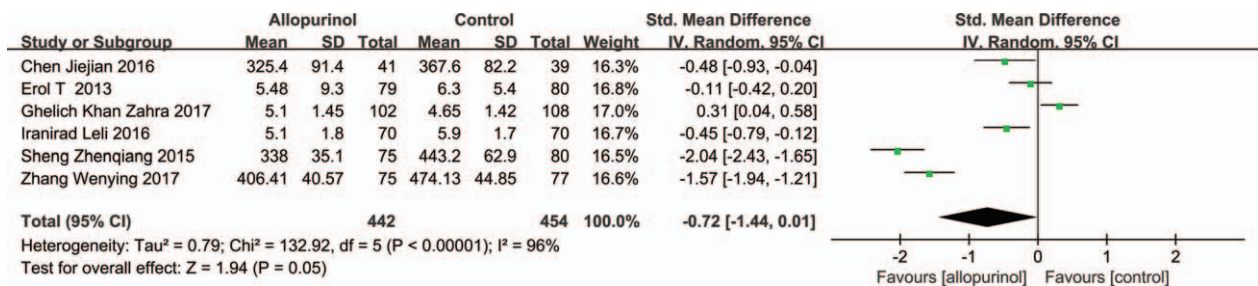 Allopurinol Control Std. Mean Difference Std. Mean Difference
Study or Subgroup Mean SD Total Mean SD Total Weight IV. Random. 95% CI IV. Random. 95% CI
Chen Jiejian 2016 325.4 91.4 41 367.6 82.2 39 16.3% -0.48 [-0.93, -0.04]
Erol T 2013 5.48 9.3 79 6.3 5.4 80 16.8% -0.11 [-0.42, 0.20]
Ghelich Khan Zahra 2017 5.1 1.45 102 4.65 1.42 108 17.0% 0.31 [0.04, 0.58]
Iranirad Leli 2016 5.1 1.8 70 5.9 1.7 70 16.7% -0.45 [-0.79, -0.12]
Sheng Zhenqiang 2015 338 35.1 75 443.2 62.9 80 16.5% -2.04 [-2.43, -1.65]
Zhang Wenying 2017 406.41 40.57 75 474.13 44.85 77 16.6% -1.57 [-1.94, -1.21]
Total (95% CI) 442 454 100.0% -0.72 [-1.44, 0.01]
Heterogeneity: Tau² = 0.79; Chi² = 132.92, df = 5 (P < 0.00001); I² = 96%
Test for overall effect: Z = 1.94 (P = 0.05)
-2 -1 0 1 2
Favours [allopurinol] Favours [control]